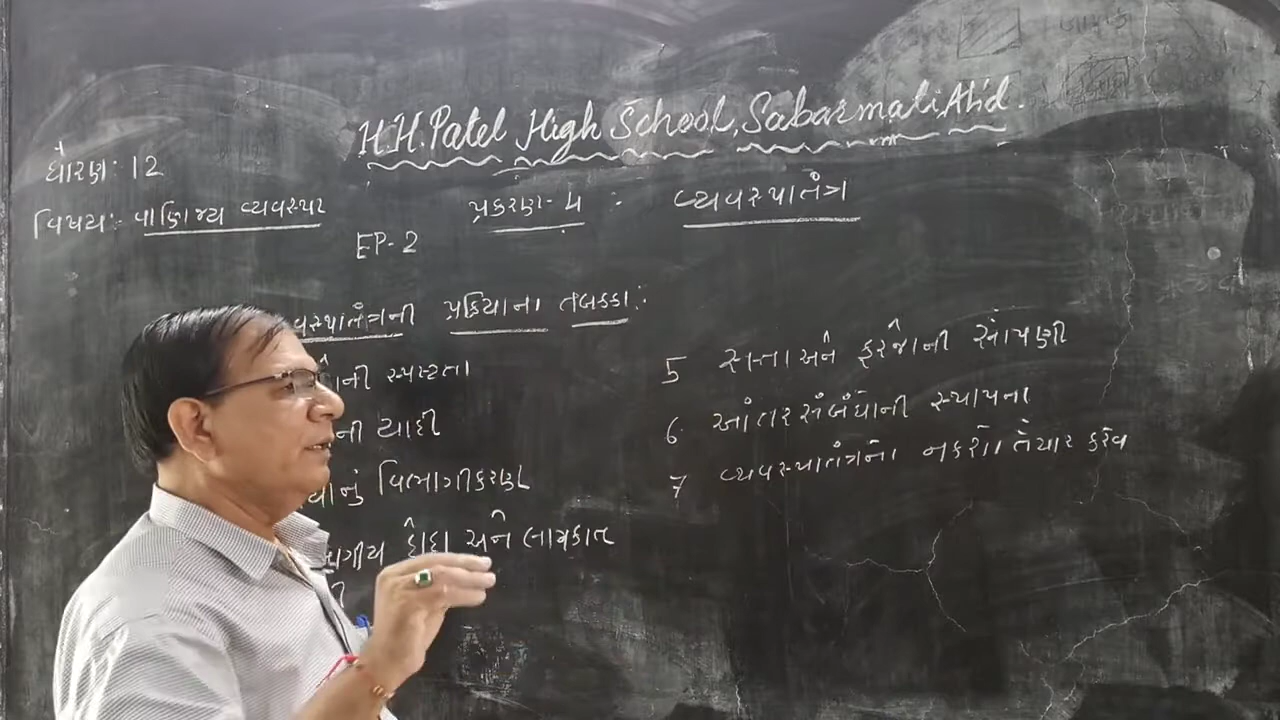 H.H.Patel High School, Sabarmati, Ah'd.
ધોરણ: 12
વિષય:- વાણિજ્ય વ્યવસ્થા
પ્રકરણ- 4 :- વ્યવસ્થાતંત્ર
EP-2
વસ્થાતંત્રની પ્રક્રિયાના તબક્કા:
ની સ્પષ્ટતા
ની યાદી
નું વિભાગીકરણ
ગીય હોદ્દા અને લાયકાત
5 સત્તા અને ફરજોની સોંપણી
6 આંતરસંબંધોની સ્થાપના
7 વ્યવસ્થાતંત્રનો નકશો તૈયાર કરવ